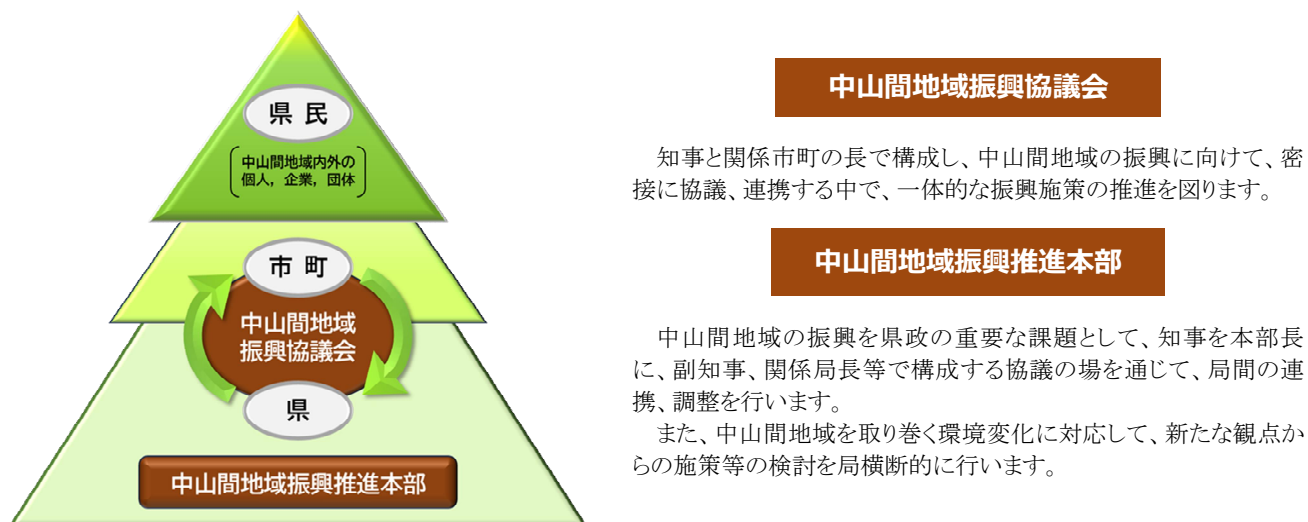 県民
中山間地域内外の
個人，企業，団体
市町
中山間地域
振興協議会
県
中山間地域振興推進本部
中山間地域振興協議会
知事と関係市町の長で構成し、中山間地域の振興に向けて、密
接に協議、連携する中で、一体的な振興施策の推進を図ります。
中山間地域振興推進本部
中山間地域の振興を県政の重要な課題として、知事を本部長
に、副知事、関係局長等で構成する協議の場を通じて、局間の連
携、調整を行います。
また、中山間地域を取り巻く環境変化に対応して、新たな観点か
らの施策等の検討を局横断的に行います。